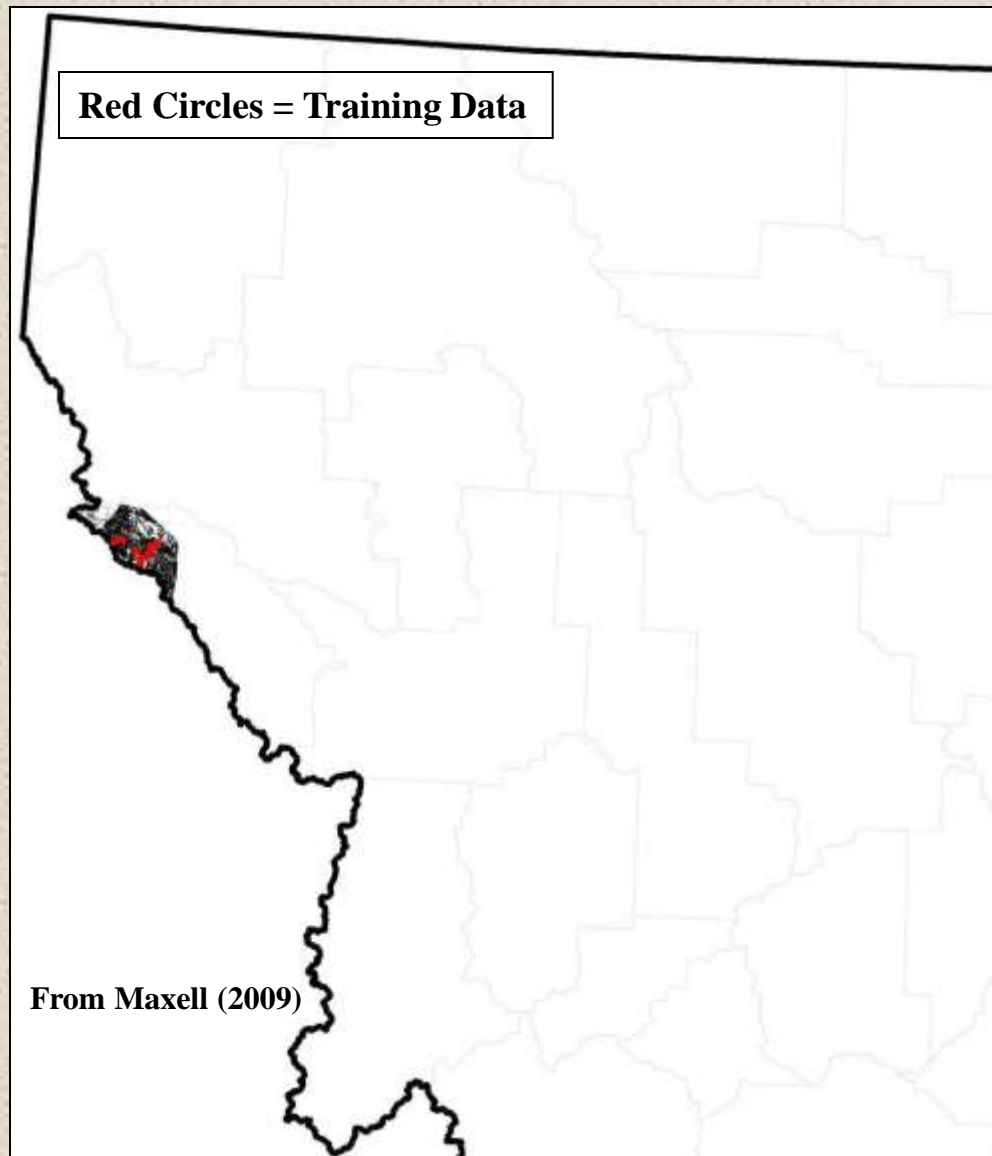 Red Circles = Training Data
From Maxell (2009)